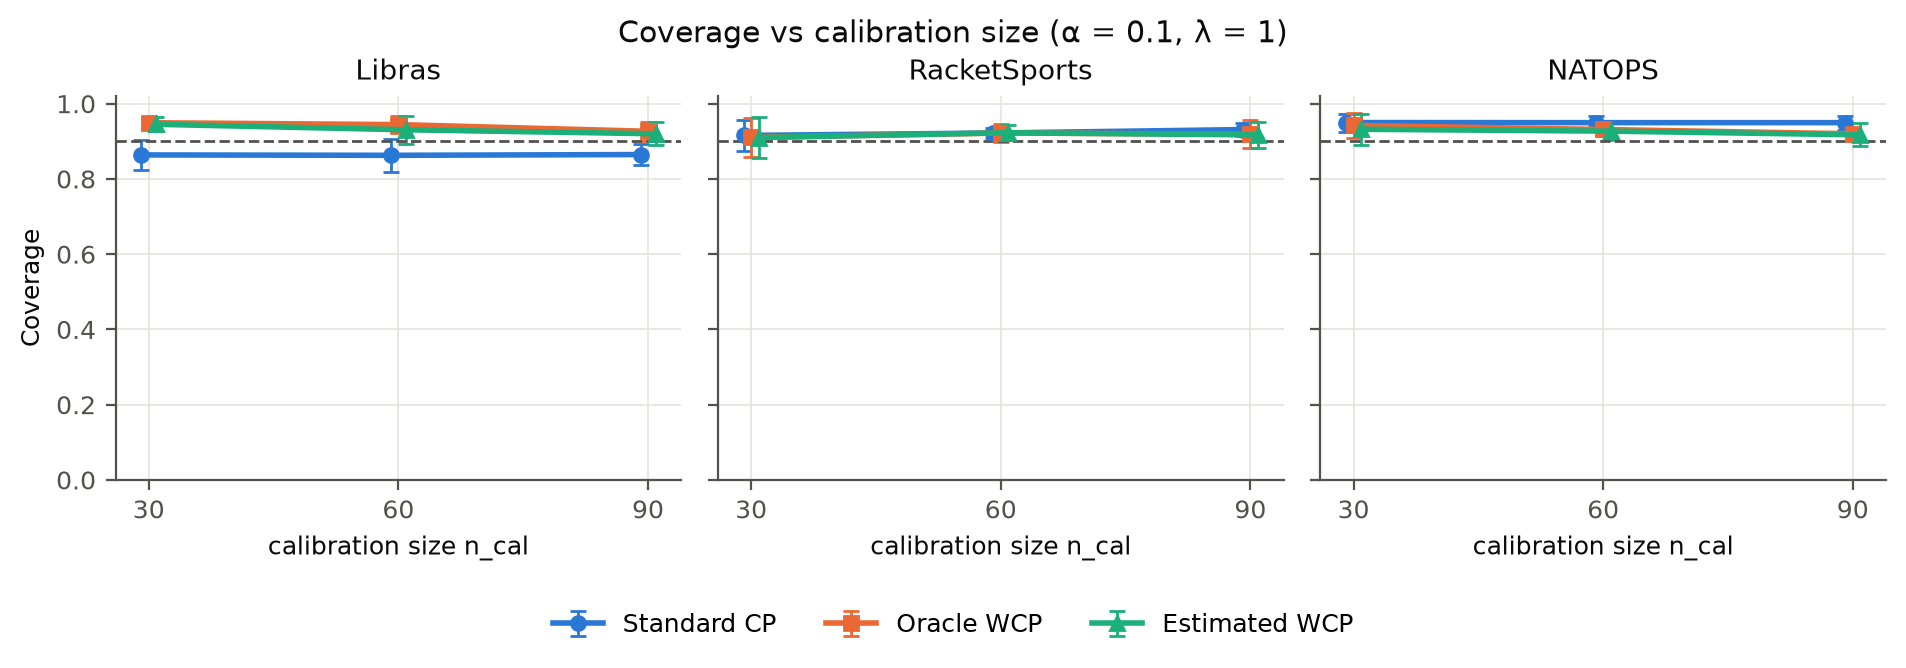 Coverage vs calibration size (α = 0.1, λ = 1)
Libras
RacketSports
NATOPS
Coverage
1.0
0.8
0.6
0.4
0.2
0.0
30 60 90
30 60 90
30 60 90
calibration size n_cal
calibration size n_cal
calibration size n_cal
Standard CP
Oracle WCP
Estimated WCP